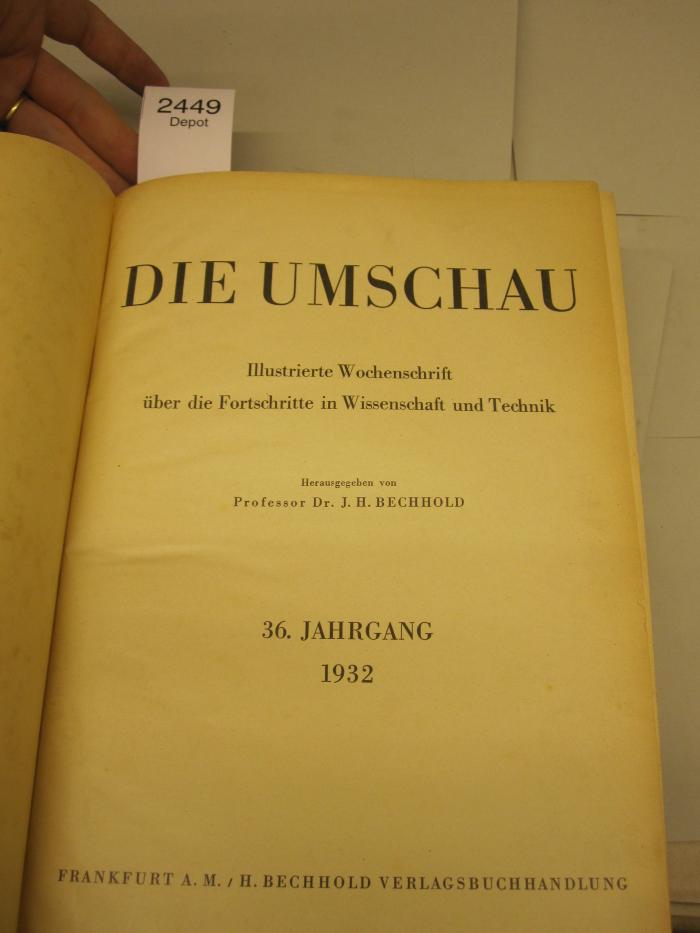 2449
Depot
DIE UMSCHAU
Illustrierte Wochenschrift
über die Fortschritte in Wissenschaft und Technik
Herausgegeben von
Professor Dr. J. H. BECHHOLD
36. JAHRGANG
1932
FRANKFURT A. M. / H. BECHHOLD VERLAGSBUCHHANDLUNG